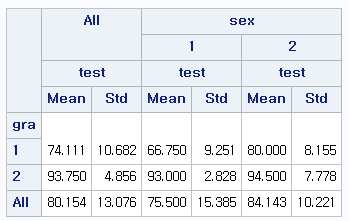 All sex
1 2
test test test
Mean Std Mean Std Mean Std
gra
1 74.111 10.682 66.750 9.251 80.000 8.155
2 93.750 4.856 93.000 2.828 94.500 7.778
All 80.154 13.076 75.500 15.385 84.143 10.221